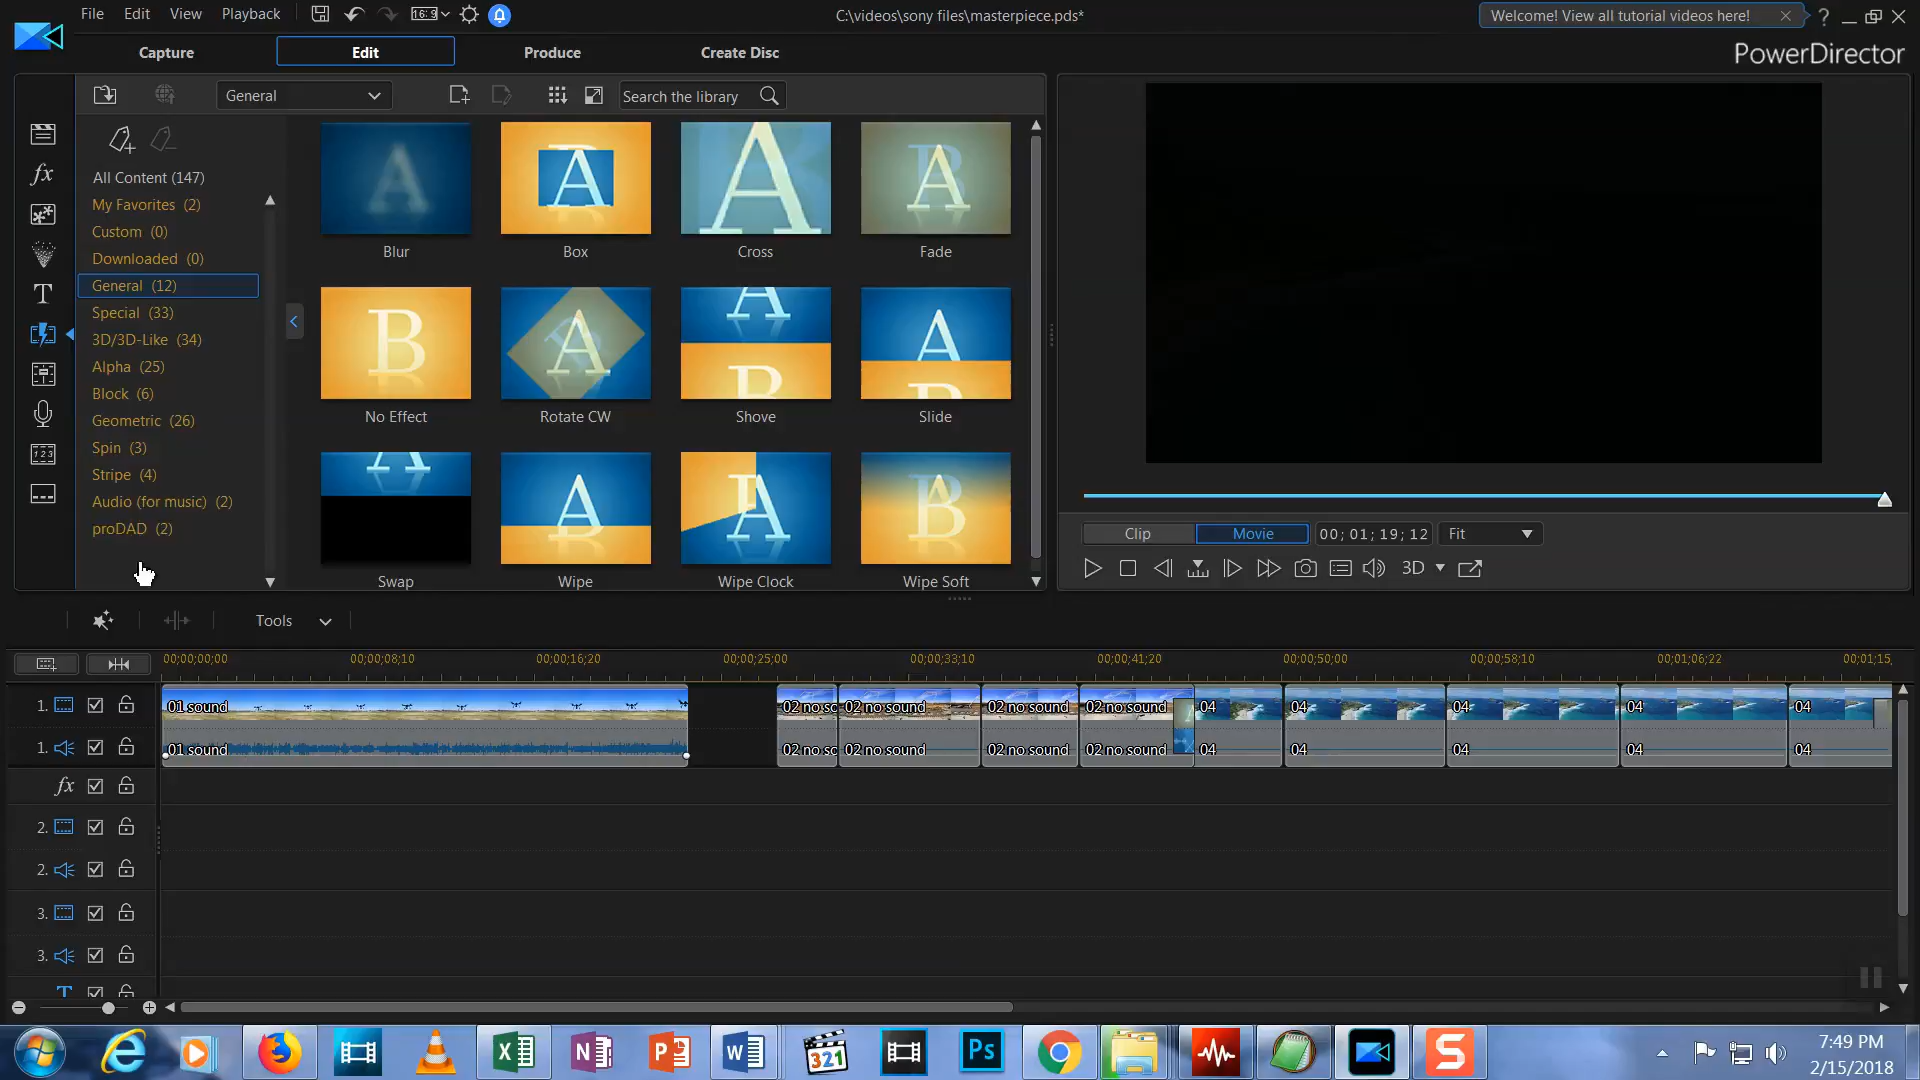 File Edit View Playback 16:9 C:\videos\sony files\masterpiece.pds* Welcome! View all tutorial videos here! ?
Capture Edit Produce Create Disc PowerDirector
General Search the library
All Content (147)
My Favorites (2)
Custom (0)
Downloaded (0)
General (12)
Special (33)
3D/3D-Like (34)
Alpha (25)
Block (6)
Geometric (26)
Spin (3)
Stripe (4)
Audio (for music) (2)
proDAD (2)
fx
T
A A A A
Blur Box Cross Fade
B A A A
No Effect Rotate CW Shove Slide
A A A B
Swap Wipe Wipe Clock Wipe Soft
Clip Movie 00; 01; 19; 12 Fit
3D
Tools
00;00;00;00 00;00;08;10 00;00;16;20 00;00;25;00 00;00;33;10 00;00;41;20 00;00;50;00 00;00;58;10 00;01;06;22 00;01;15,
1. 01 sound 02 no so 02 no sound 02 no sound 02 no sound 04 04 04 04 04
1. 01 sound 02 no so 02 no sound 02 no sound 02 no sound 04 04 04 04 04
fx
2.
2.
3.
3.
T
321 Ps S
7:49 PM
2/15/2018